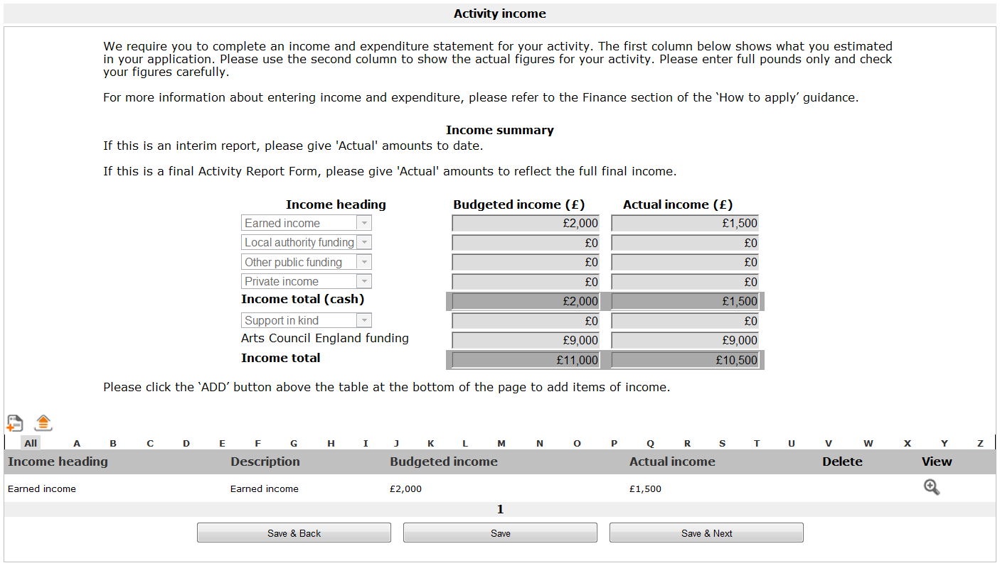 Activity income
We require you to complete an income and expenditure statement for your activity. The first column below shows what you estimated
in your application. Please use the second column to show the actual figures for your activity. Please enter full pounds only and check
your figures carefully.
For more information about entering income and expenditure, please refer to the Finance section of the ‘How to apply’ guidance.
Income summary
If this is an interim report, please give 'Actual' amounts to date.
If this is a final Activity Report Form, please give 'Actual' amounts to reflect the full final income.
Income heading Budgeted income (£) Actual income (£)
Earned income £2,000 £1,500
Local authority funding £0 £0
Other public funding £0 £0
Private income £0 £0
Income total (cash) £2,000 £1,500
Support in kind £0 £0
Arts Council England funding £9,000 £9,000
Income total £11,000 £10,500
Please click the ‘ADD’ button above the table at the bottom of the page to add items of income.
All A B C D E F G H I J K L M N O P Q R S T U V W X Y Z
Income heading Description Budgeted income Actual income Delete View
Earned income Earned income £2,000 £1,500
1
Save & Back Save Save & Next